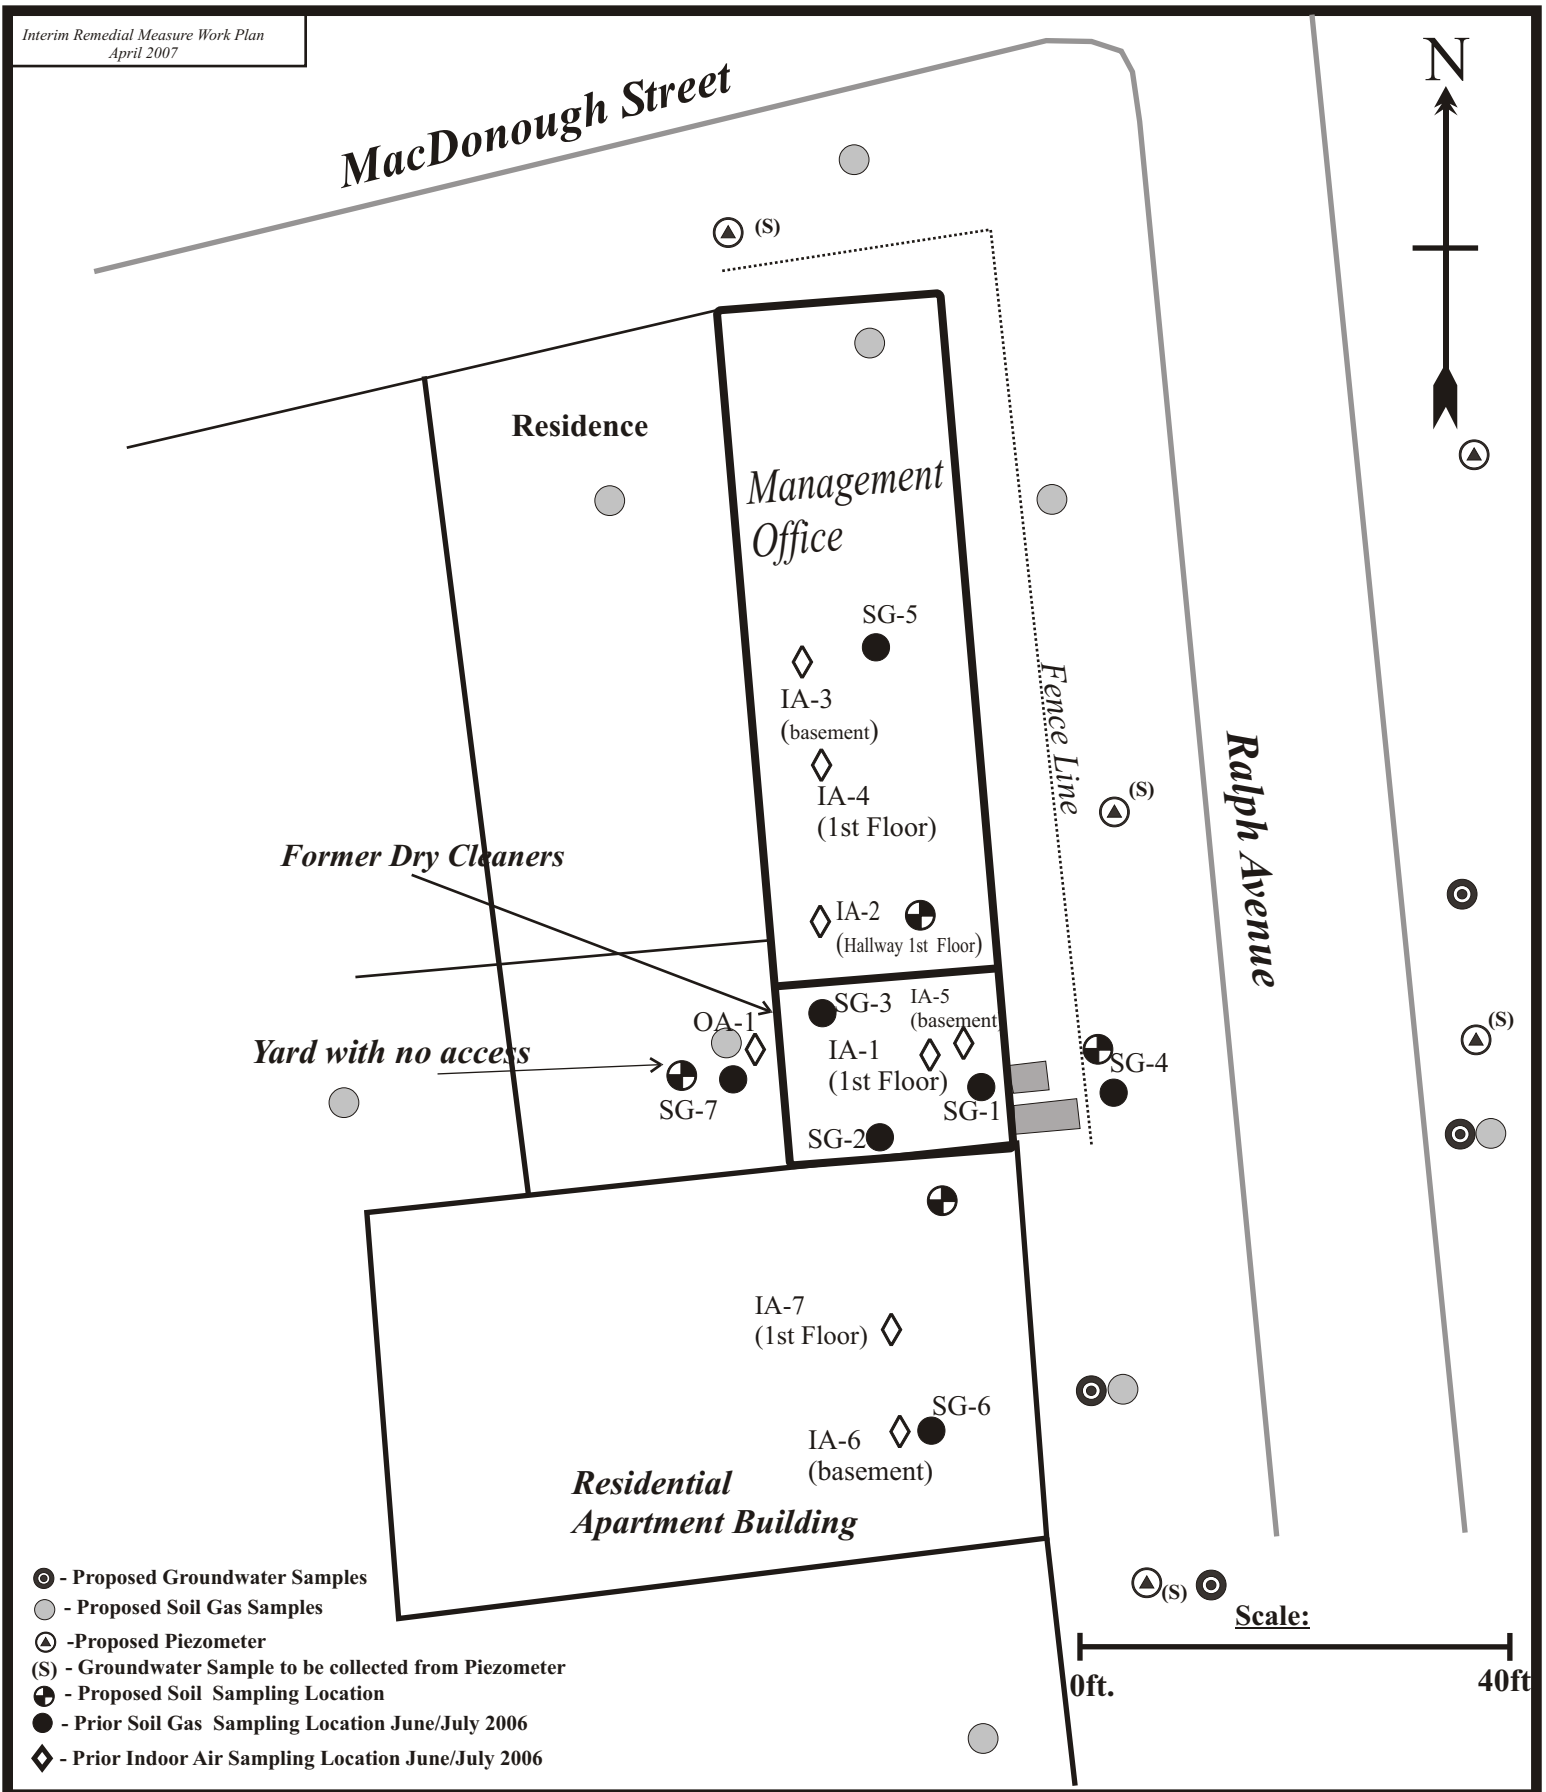 Interim Remedial Measure Work Plan
April 2007
N
MacDonough Street
(S)
Residence
Management
Office
SG-5
IA-3
(basement)
IA-4
(1st Floor)
Fence Line
(S)
Ralph Avenue
Former Dry Cleaners
IA-2
(Hallway 1st Floor)
SG-3
IA-5
(basement)
OA-1
(S)
Yard with no access
IA-1
(1st Floor)
SG-4
SG-7
SG-1
SG-2
IA-7
(1st Floor)
SG-6
IA-6
(basement)
Residential
Apartment Building
(S)
Scale:
0ft.
40ft
- Proposed Groundwater Samples
- Proposed Soil Gas Samples
-Proposed Piezometer
(S) - Groundwater Sample to be collected from Piezometer
- Proposed Soil Sampling Location
- Prior Soil Gas Sampling Location June/July 2006
- Prior Indoor Air Sampling Location June/July 2006